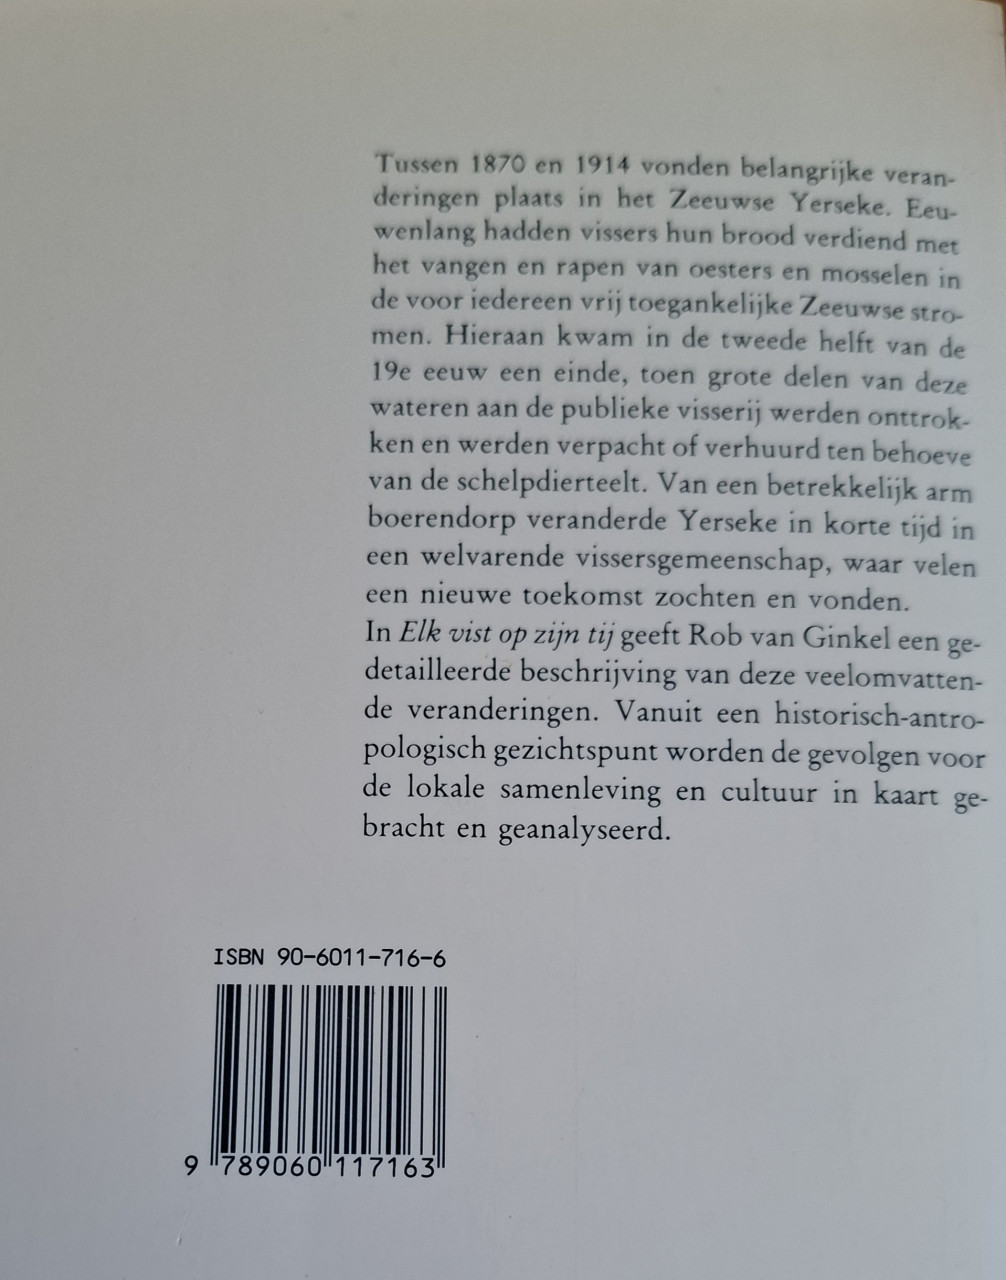 Tussen 1870 en 1914 vonden belangrijke veran-
deringen plaats in het Zeeuwse Yerseke. Eeu-
wenlang hadden vissers hun brood verdiend met
het vangen en rapen van oesters en mosselen in
de voor iedereen vrij toegankelijke Zeeuwse stro-
men. Hieraan kwam in de tweede helft van de
19e eeuw een einde, toen grote delen van deze
wateren aan de publieke visserij werden onttrok-
ken en werden verpacht of verhuurd ten behoeve
van de schelpdierteelt. Van een betrekkelijk arm
boerendorp veranderde Yerseke in korte tijd in
een welvarende vissersgemeenschap, waar velen
een nieuwe toekomst zochten en vonden.
In Elk vist op zijn tij geeft Rob van Ginkel een ge-
detailleerde beschrijving van deze veelomvatten-
de veranderingen. Vanuit een historisch-antro-
pologisch gezichtspunt worden de gevolgen voor
de lokale samenleving en cultuur in kaart ge-
bracht en geanalyseerd.
ISBN 90-6011-716-6
9 789060 117163